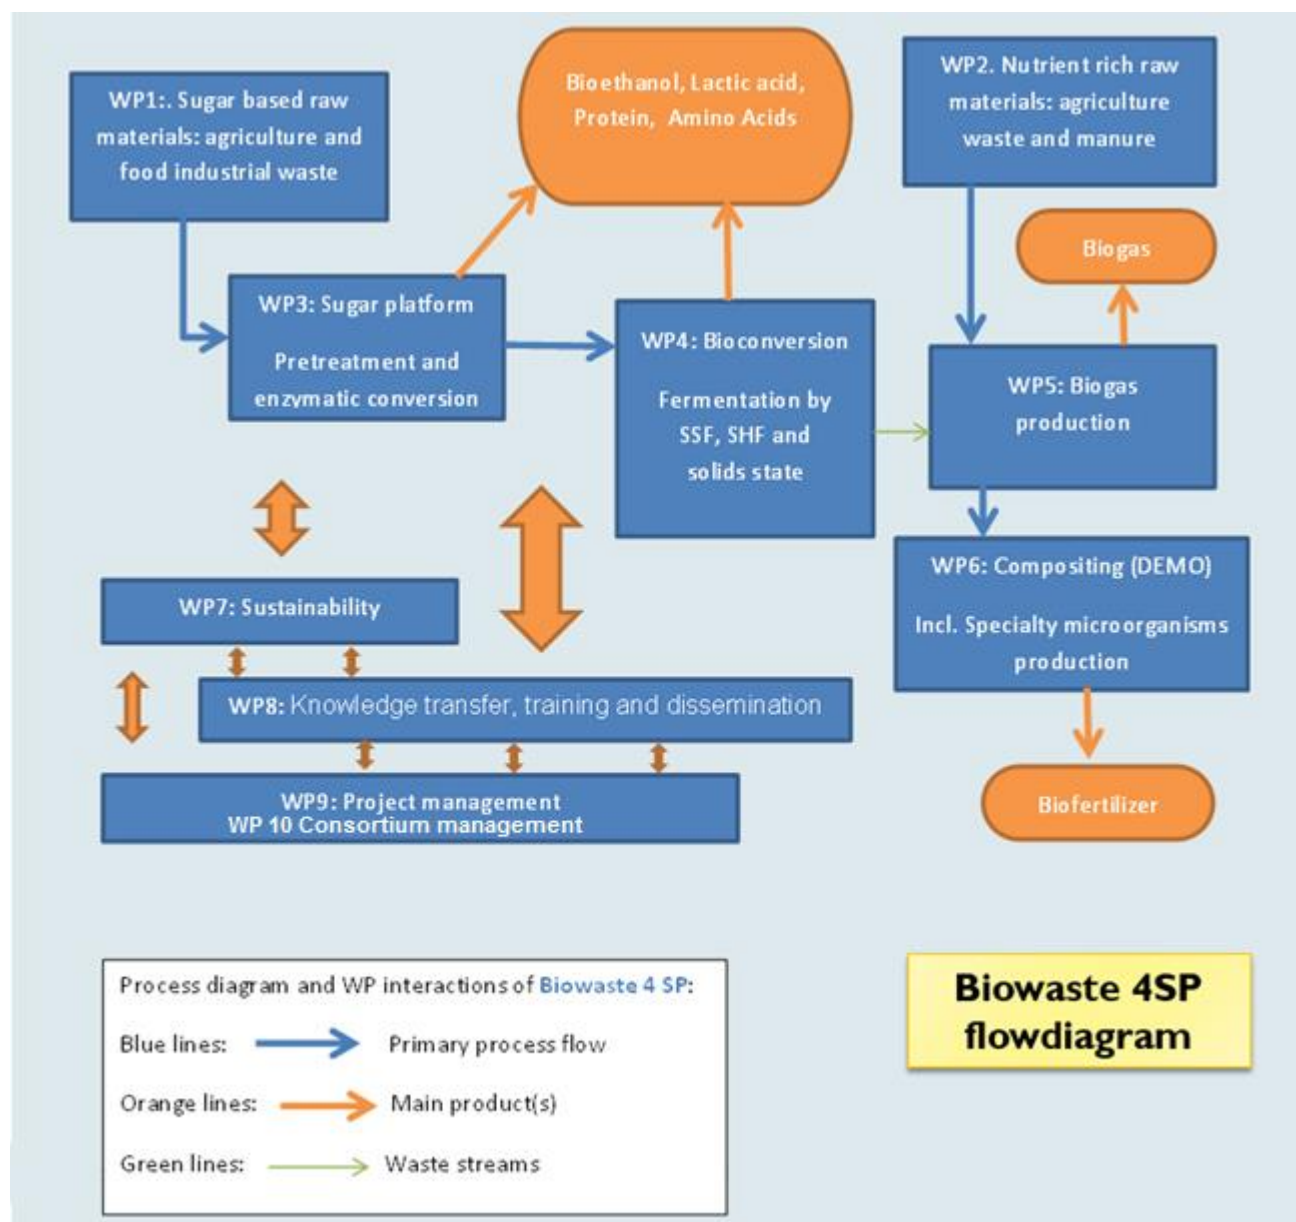 WP1:. Sugar based raw
materials: agriculture and
food industrial waste
Bioethanol, Lactic acid,
Protein, Amino Acids
WP2. Nutrient rich raw
materials: agriculture
waste and manure
Biogas
WP3: Sugar platform
Pretreatment and
enzymatic conversion
WP4: Bioconversion
Fermentation by
SSF, SHF and
solids state
WP5: Biogas
production
WP6: Compositing (DEMO)
Incl. Specialty microorganisms
production
WP7: Sustainability
WP8: Knowledge transfer, training and dissemination
WP9: Project management
WP 10 Consortium management
Biofertilizer
Process diagram and WP interactions of Biowaste 4 SP:
Blue lines: Primary process flow
Orange lines: Main product(s)
Green lines: Waste streams
Biowaste 4SP
flowdiagram